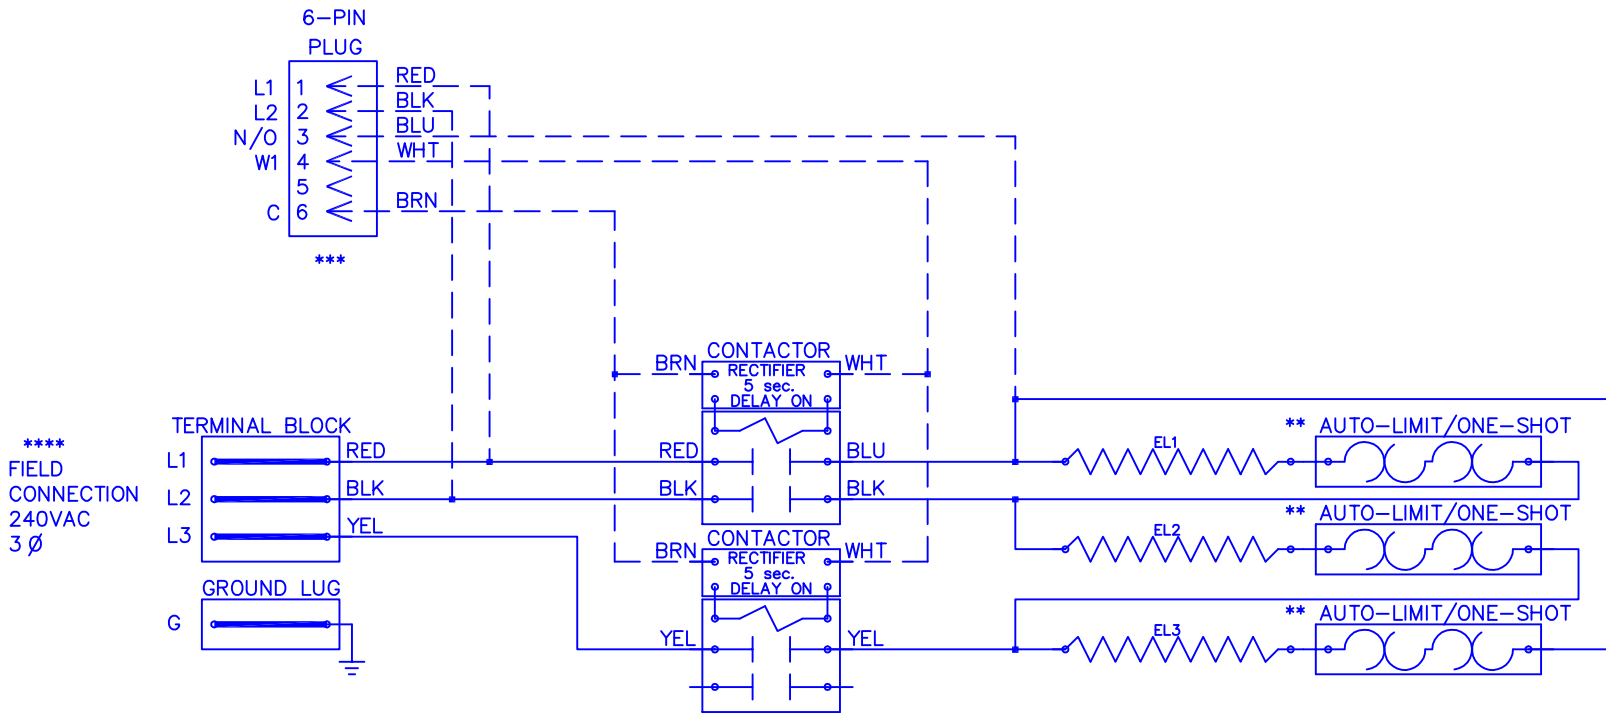 6-PIN
PLUG
L1 1 RED
L2 2 BLK
N/O 3 BLU
W1 4 WHT
5
C 6 BRN
***
CONTACTOR
BRN RECTIFIER WHT
5 sec.
DELAY ON
TERMINAL BLOCK
****
FIELD
CONNECTION
240VAC
3 Ø
L1 RED RED BLU
L2 BLK BLK BLK
L3 YEL
** AUTO-LIMIT/ONE-SHOT
EL1
** AUTO-LIMIT/ONE-SHOT
EL2
CONTACTOR
BRN RECTIFIER WHT
5 sec.
DELAY ON
GROUND LUG
G
YEL YEL
** AUTO-LIMIT/ONE-SHOT
EL3